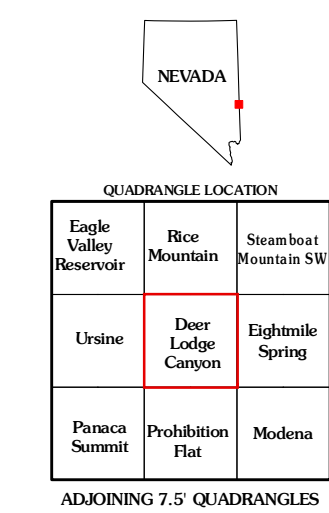 NEVADA
QUADRANGLE LOCATION
Eagle
Valley
Reservoir
Rice
Mountain
Steamboat
Mountain SW
Ursine
Deer
Lodge
Canyon
Eightmile
Spring
Panaca
Summit
Prohibition
Flat
Modena
ADJOINING 7.5' QUADRANGLES